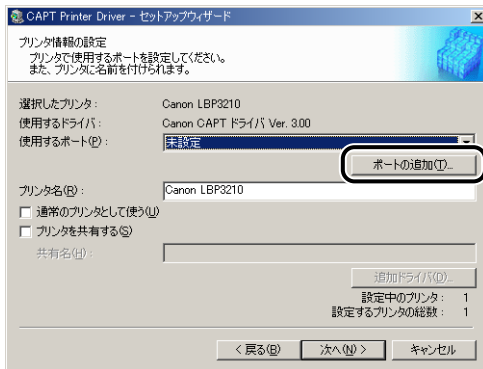 CAPT Printer Driver - セットアップウィザード
プリンタ情報の設定
プリンタで使用するポートを設定してください。
また、プリンタに名前を付けられます。
選択したプリンタ: Canon LBP3210
使用するドライバ: Canon CAPT ドライバ Ver. 3.00
使用するポート(P): 未設定
ポートの追加(T)...
プリンタ名(R): Canon LBP3210
通常のプリンタとして使う(U)
プリンタを共有する(S)
共有名(H):
追加ドライバ(D)...
設定中のプリンタ: 1
設定するプリンタの総数: 1
< 戻る(B) 次へ(N) > キャンセル